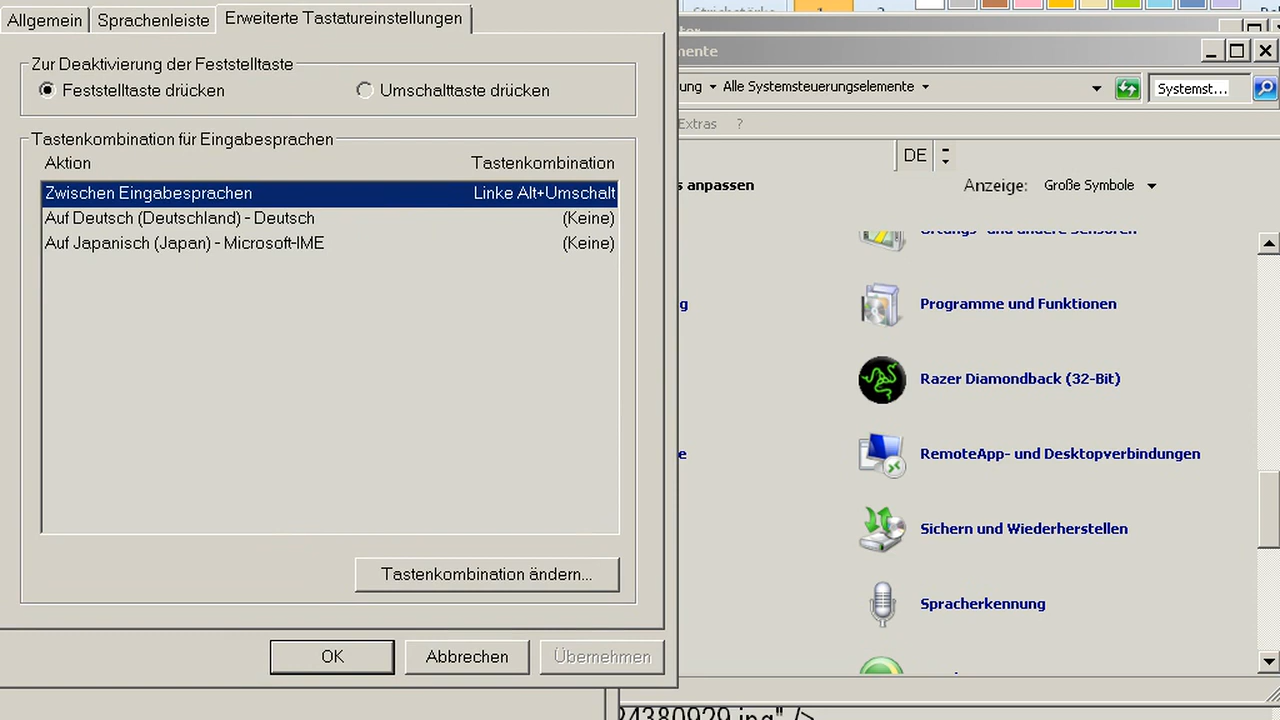 Allgemein
Sprachenleiste
Erweiterte Tastatureinstellungen
Zur Deaktivierung der Feststelltaste
Feststelltaste drücken
Umschalttaste drücken
Tastenkombination für Eingabesprachen
Aktion
Tastenkombination
Zwischen Eingabesprachen
Linke Alt+Umschalt
Auf Deutsch (Deutschland) - Deutsch
(Keine)
Auf Japanisch (Japan) - Microsoft-IME
(Keine)
Tastenkombination ändern...
OK
Abbrechen
Übernehmen
mente
ung
Alle Systemsteuerungselemente
Systemst...
Extras
?
DE
s anpassen
Anzeige:
Große Symbole
g
Programme und Funktionen
Razer Diamondback (32-Bit)
e
RemoteApp- und Desktopverbindungen
Sichern und Wiederherstellen
Spracherkennung
24380929.jpg" />